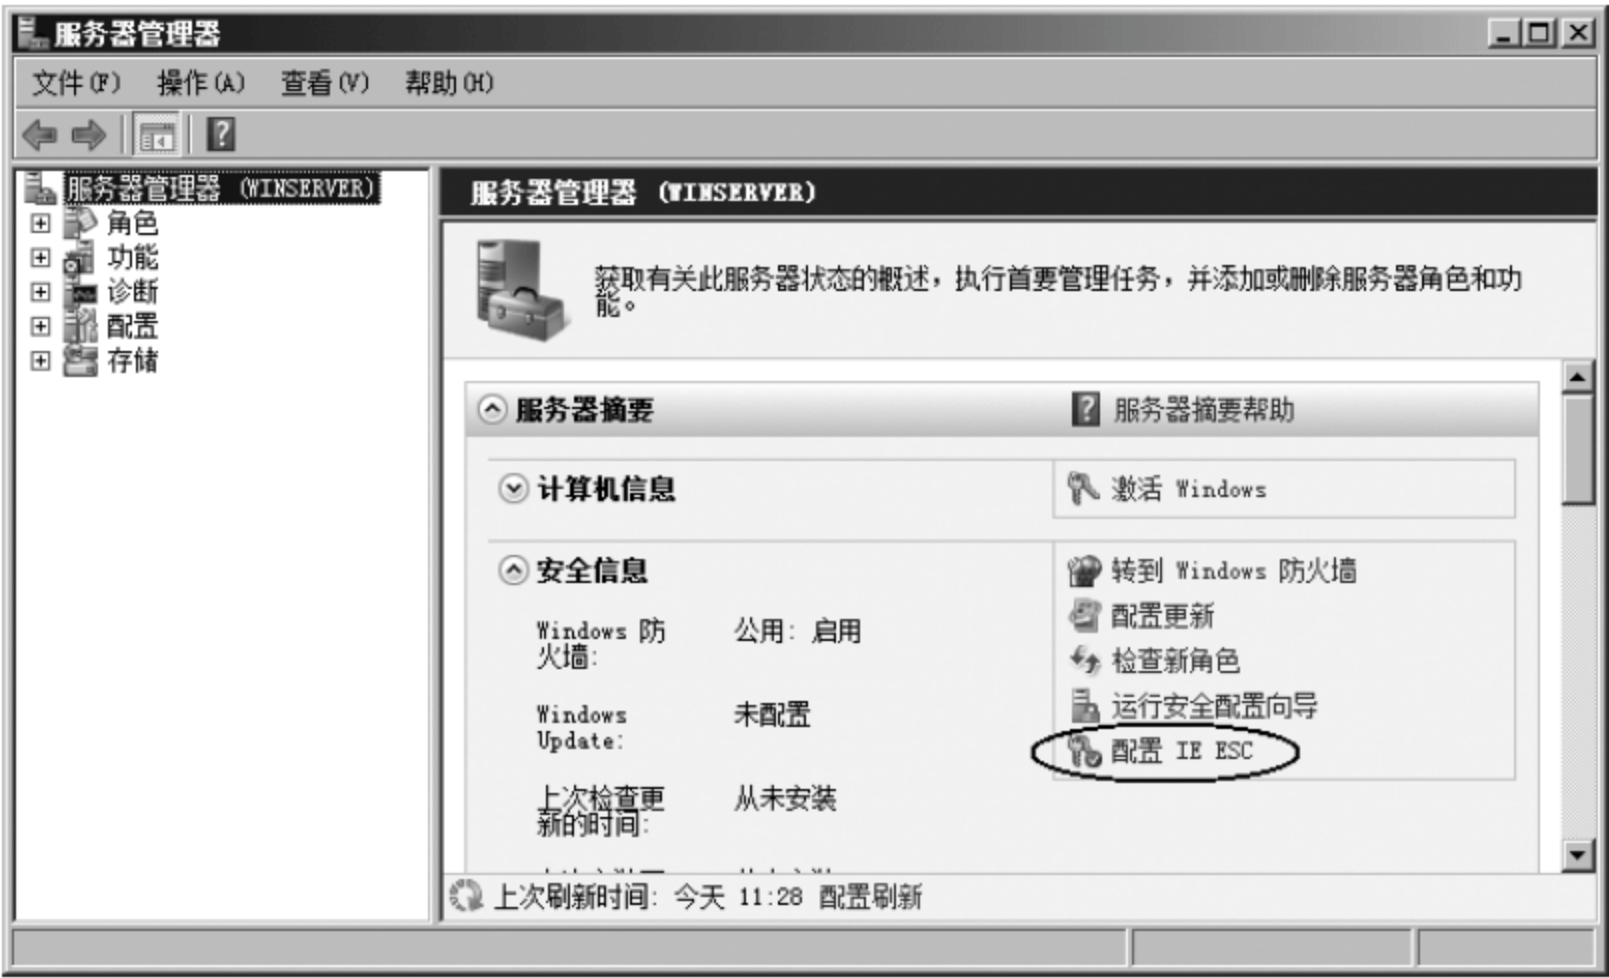 服务器管理器
文件(F) 操作(A) 查看(V) 帮助(H)
服务器管理器 (WINSERVER)
角色
功能
诊断
配置
存储
服务器管理器 (WINSERVER)
获取有关此服务器状态的概述，执行首要管理任务，并添加或删除服务器角色和功
能。
服务器摘要
服务器摘要帮助
计算机信息
激活 Windows
安全信息
转到 Windows 防火墙
配置更新
检查新角色
运行安全配置向导
配置 IE ESC
Windows 防
火墙:
公用: 启用
Windows
Update:
未配置
上次检查更
新的时间:
从未安装
上次刷新时间: 今天 11:28 配置刷新